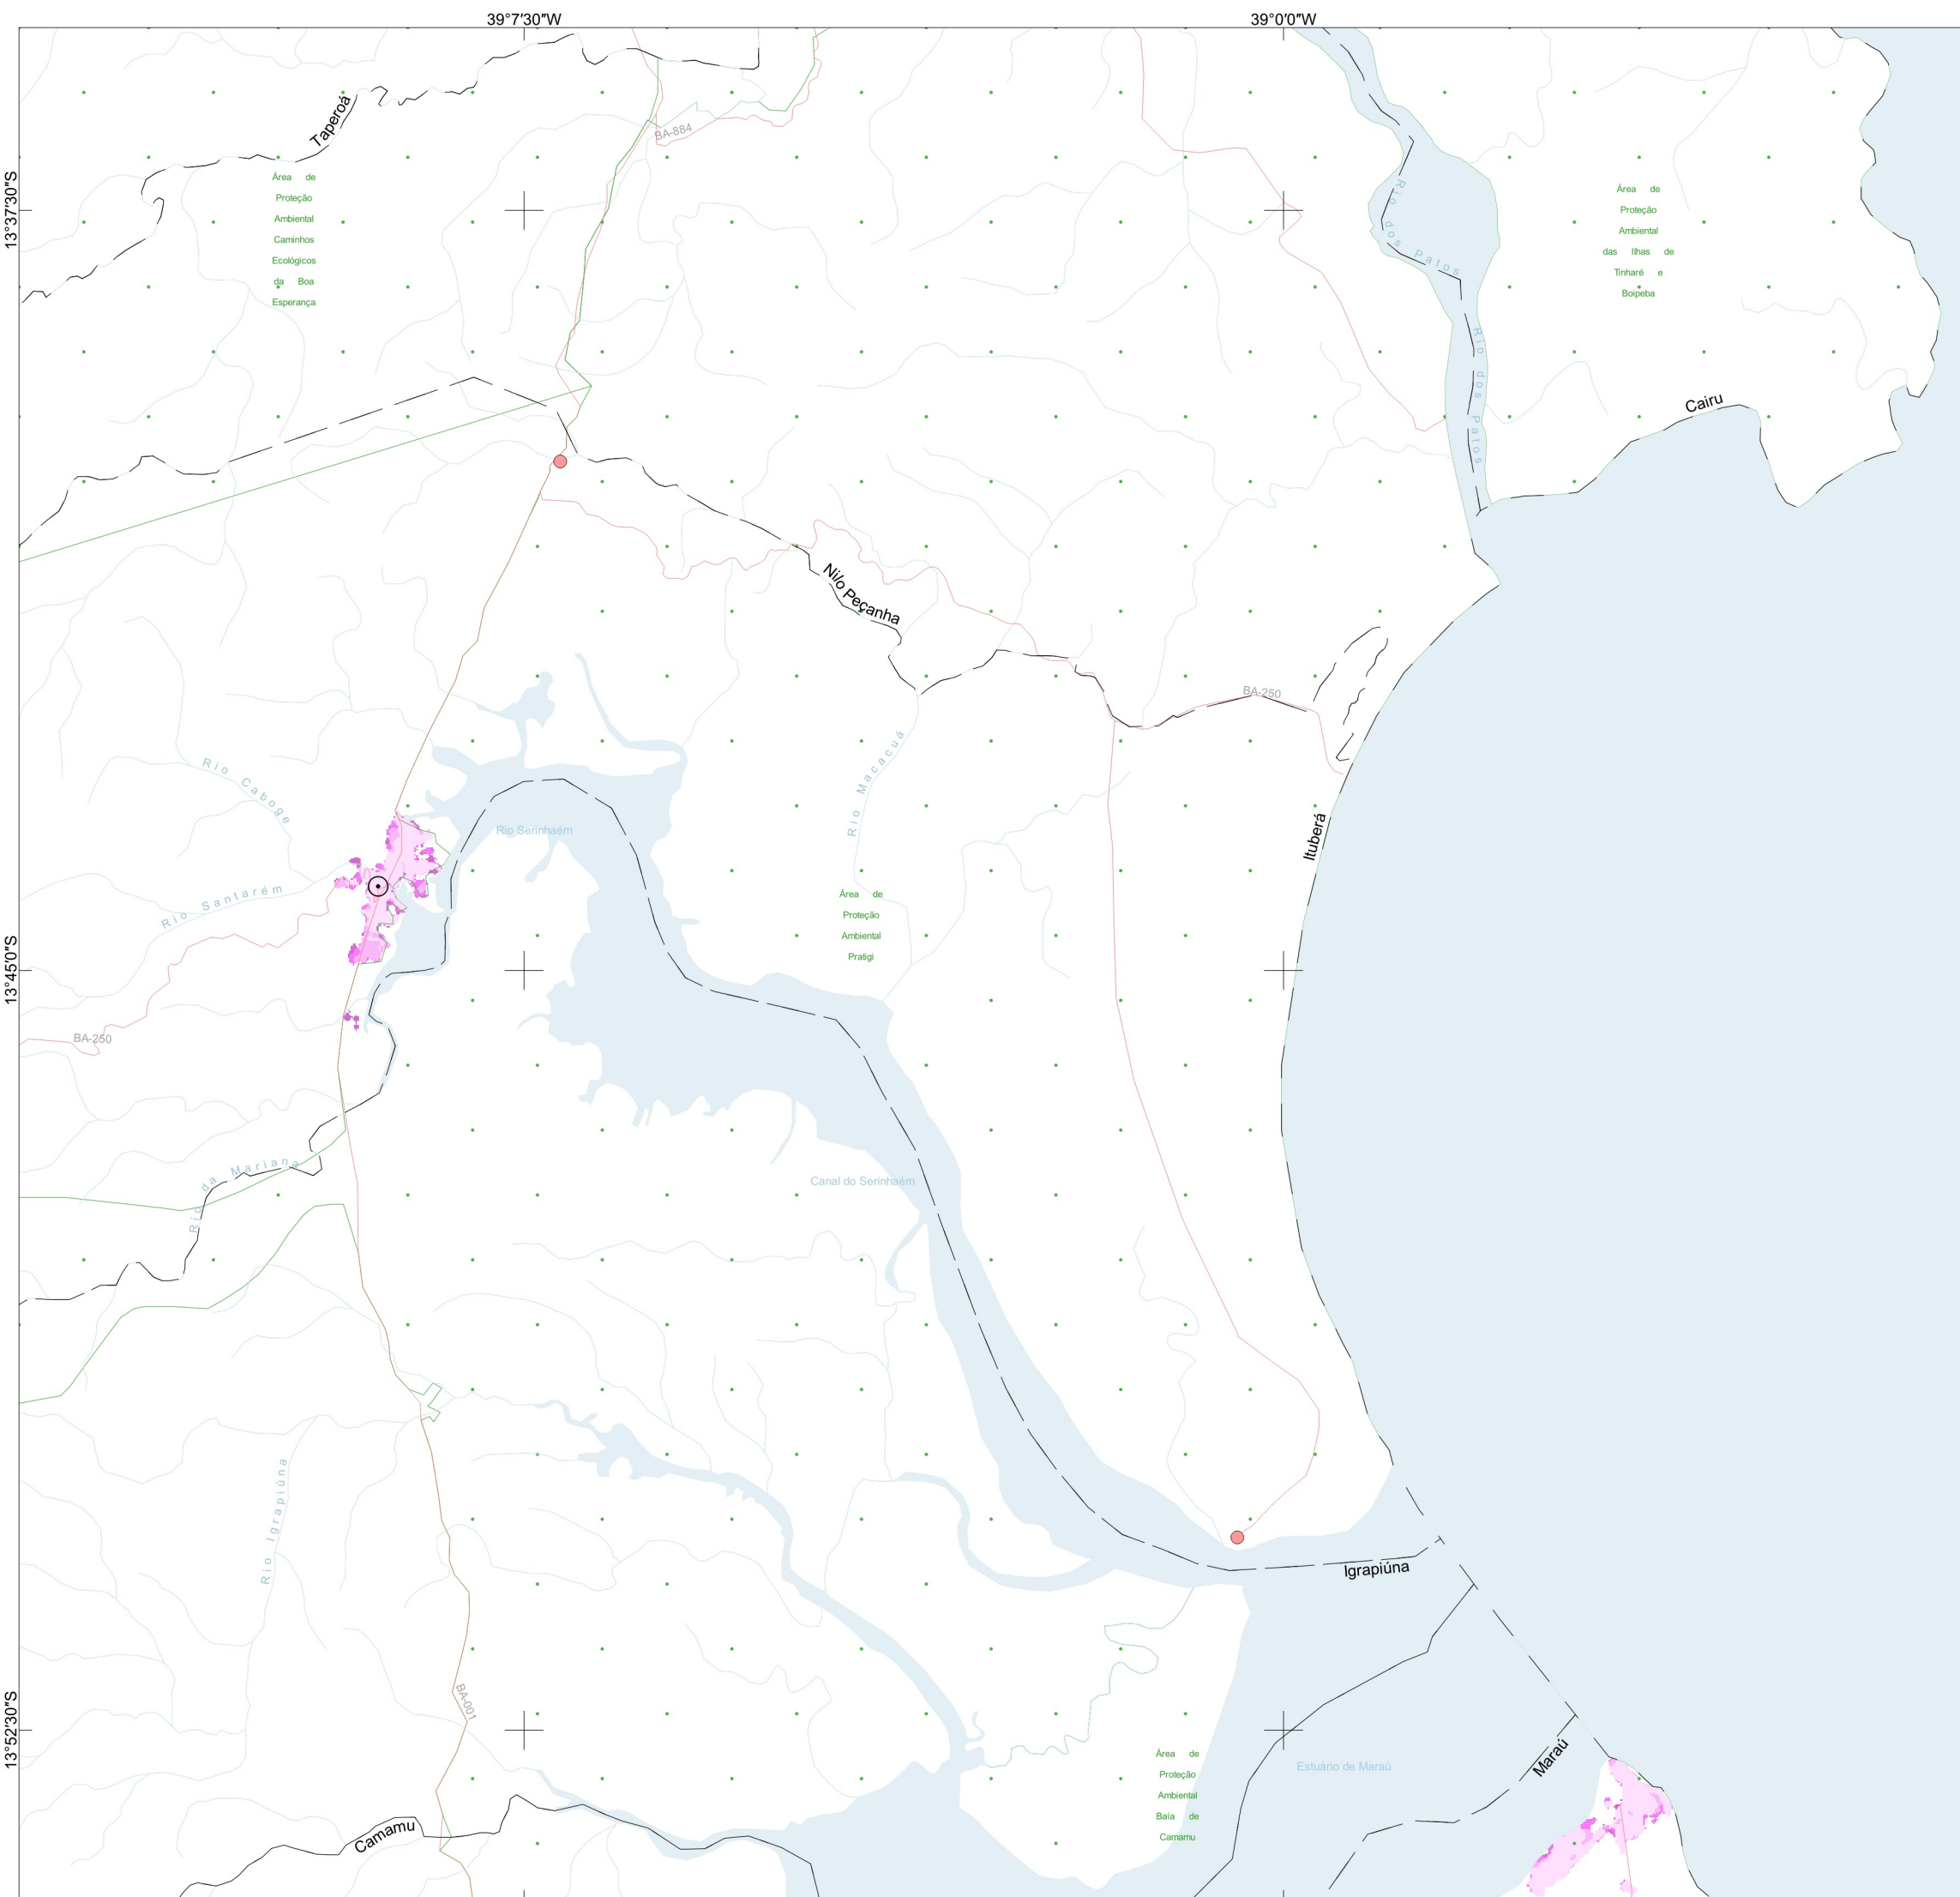 39°7'30"W
39°0'0"W
Taperoá
BA-884
13°37'30"S
Área de
Proteção
Ambiental
Caminhos
Ecológicos
da Boa
Esperança
Rio dos Patos
Área de
Proteção
Ambiental
das Ilhas de
Tinharé e
Boipeba
Rio dos Patos
Cairu
Ni/o Peçanha
BA-250
Rio Caboge
Rio Macacuá
Rio Serinhaém
Ituberá
Rio Santarém
Área de
Proteção
Ambiental
Pratigi
13°45'0"S
BA-250
Rio da Mariana
Canal do Serinhaém
Rio Igrapiúna
Igrapiúna
BA-001
13°52'30"S
Área de
Proteção
Ambiental
Baía de
Camamu
Estuário de Maraú
Maraú
Camamu